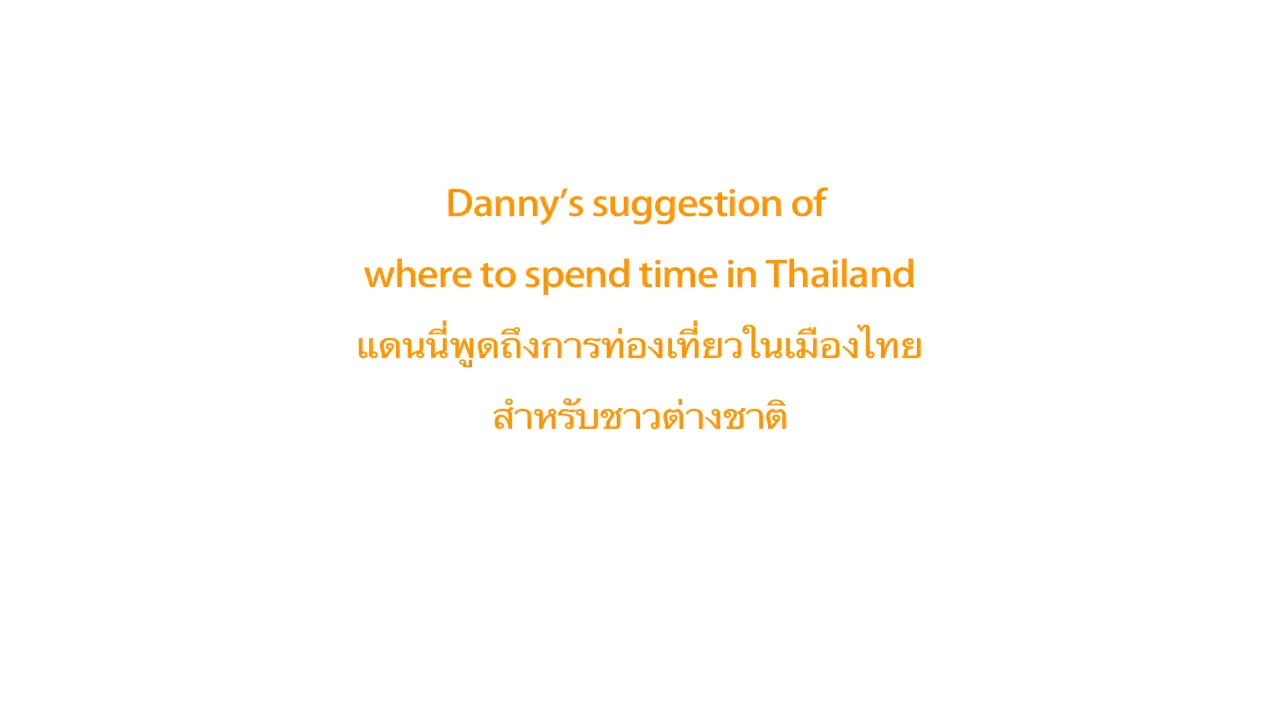 Danny’s suggestion of
where to spend time in Thailand
แดนนี่พูดถึงการท่องเที่ยวในเมืองไทย
สำหรับชาวต่างชาติ